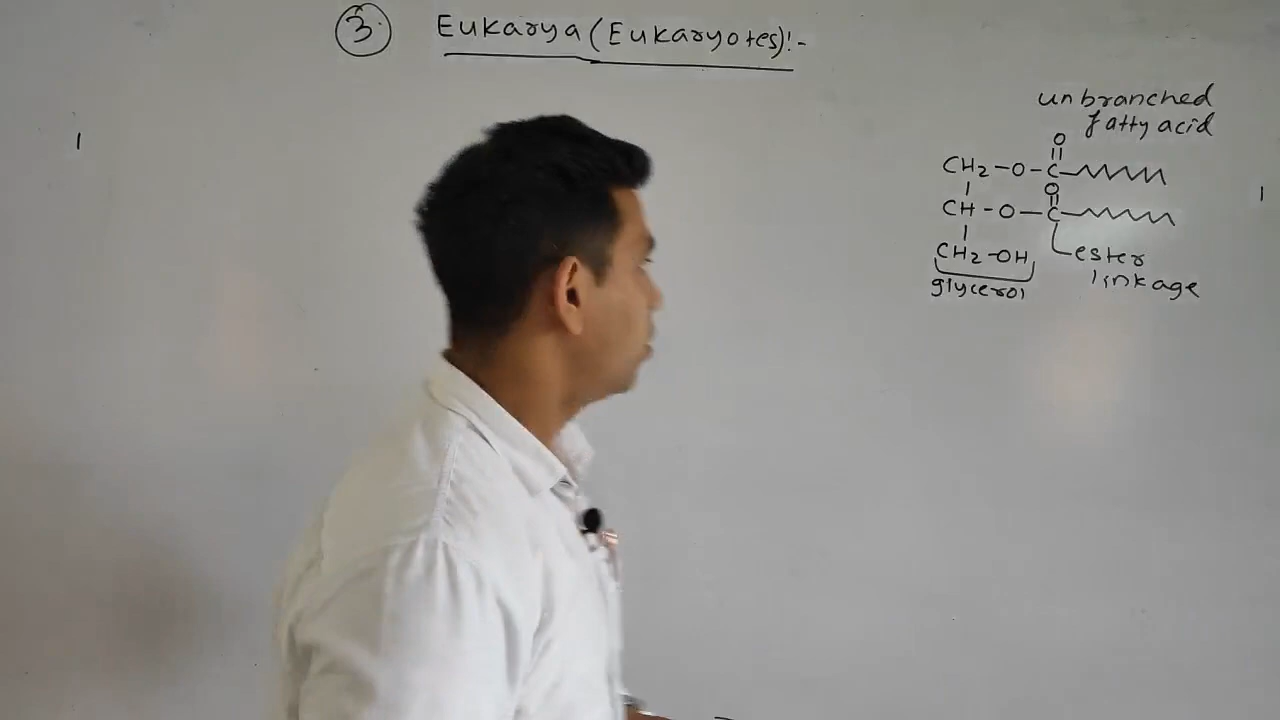 ③ Eukarya (Eukaryotes):-
unbranched
fatty acid
O
CH2-O-C
O
CH-O-C
CH2-OH
ester
linkage
glycerol